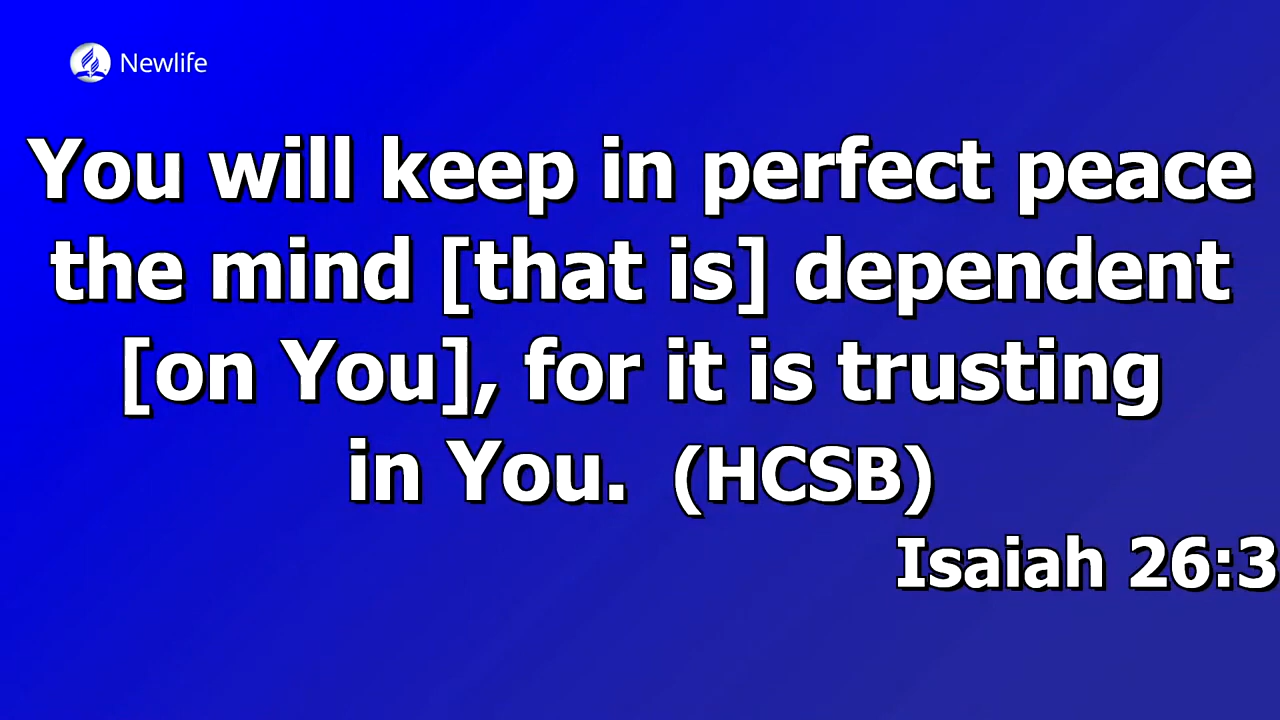 Newlife
You will keep in perfect peace
the mind [that is] dependent
[on You], for it is trusting
in You. (HCSB)
Isaiah 26:3